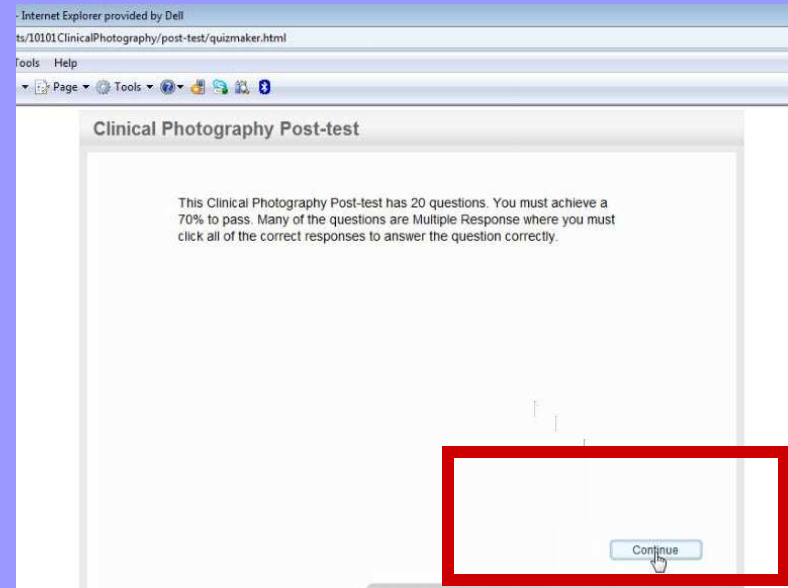 - Internet Explorer provided by Dell
ts/10101ClinicalPhotography/post-test/quizmaker.html
Tools Help
Page Tools
Clinical Photography Post-test
This Clinical Photography Post-test has 20 questions. You must achieve a
70% to pass. Many of the questions are Multiple Response where you must
click all of the correct responses to answer the question correctly.
Continue